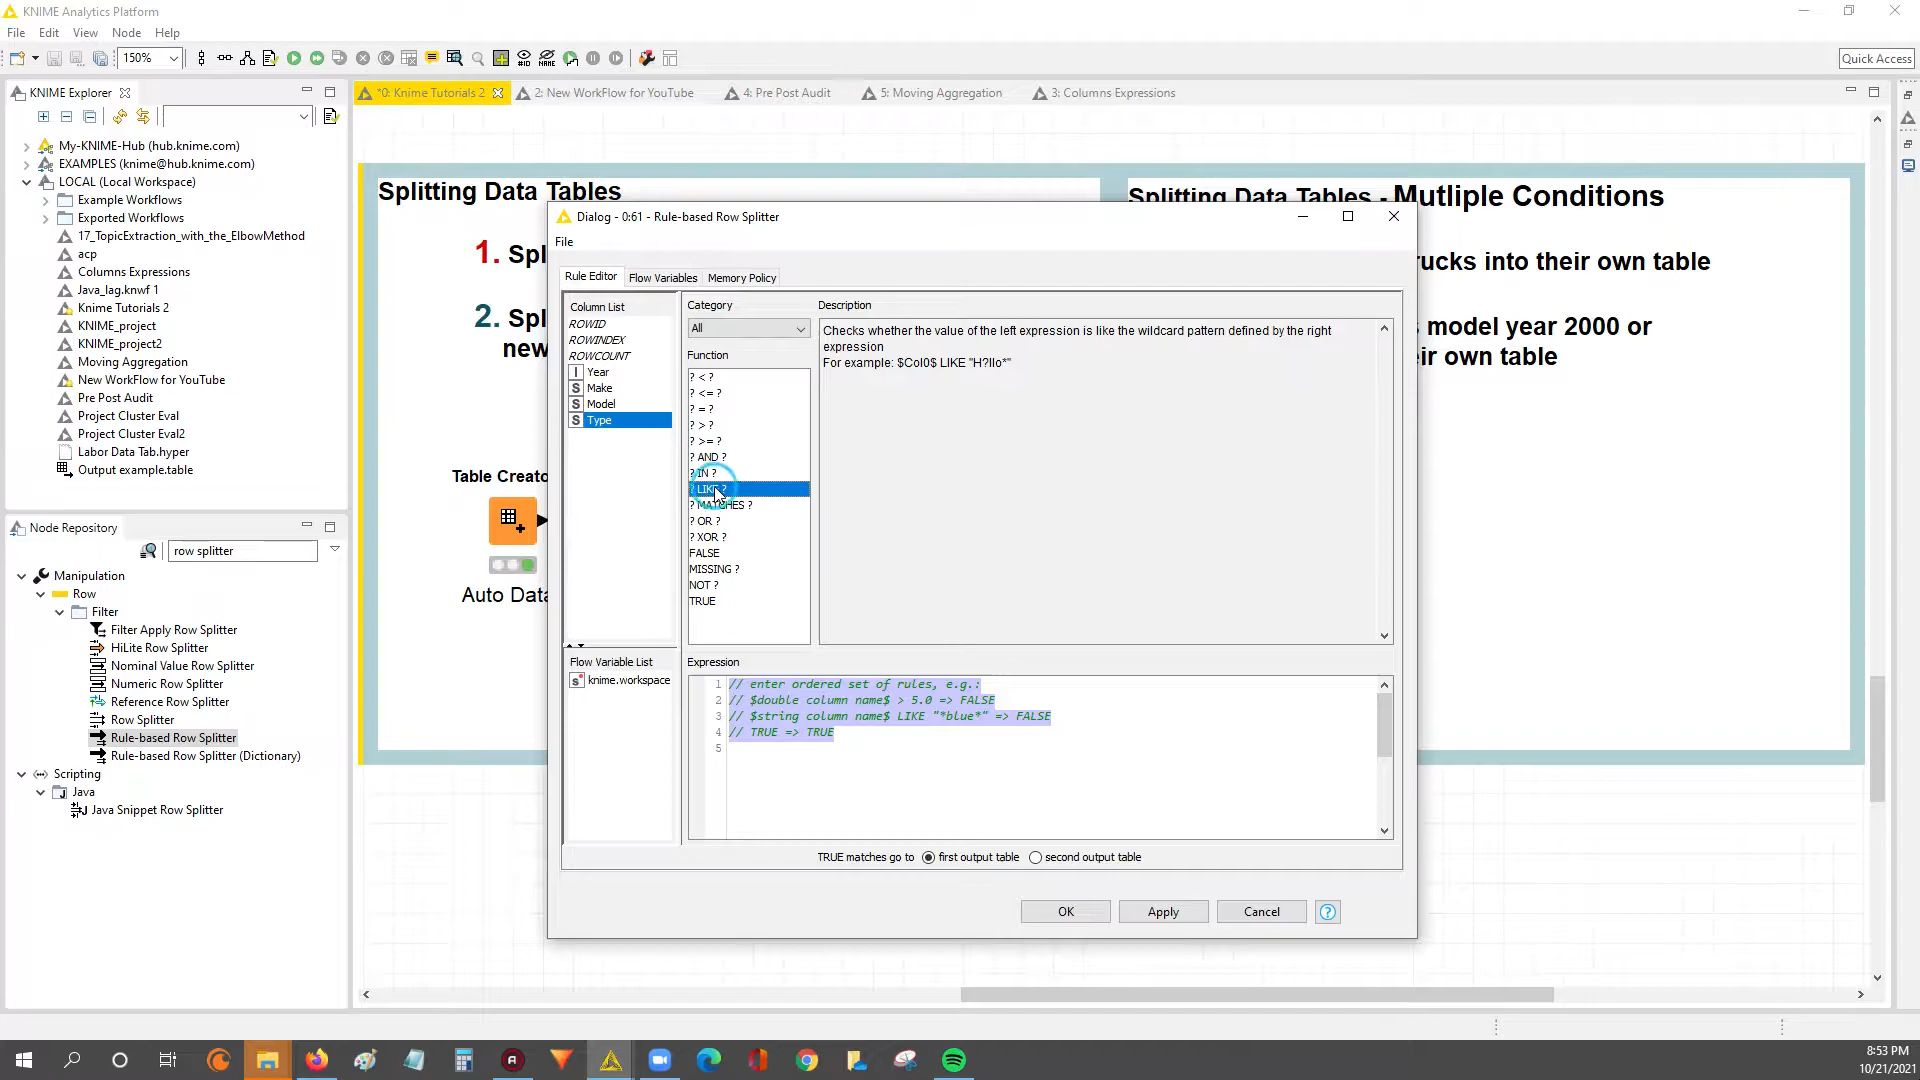 KNIME Analytics Platform
File Edit View Node Help
150%
Quick Access
KNIME Explorer
*0: Knime Tutorials 2
2: New WorkFlow for YouTube
4: Pre Post Audit
5: Moving Aggregation
3: Columns Expressions
My-KNIME-Hub (hub.knime.com)
EXAMPLES (knime@hub.knime.com)
LOCAL (Local Workspace)
Example Workflows
Exported Workflows
17_TopicExtraction_with_the_ElbowMethod
acp
Columns Expressions
Java_lag.knwf 1
Knime Tutorials 2
KNIME_project
KNIME_project2
Moving Aggregation
New WorkFlow for YouTube
Pre Post Audit
Project Cluster Eval
Project Cluster Eval2
Labor Data Tab.hyper
Output example.table
Node Repository
row splitter
Manipulation
Row
Filter
Filter Apply Row Splitter
HiLite Row Splitter
Nominal Value Row Splitter
Numeric Row Splitter
Reference Row Splitter
Row Splitter
Rule-based Row Splitter
Rule-based Row Splitter (Dictionary)
Scripting
Java
Java Snippet Row Splitter
Splitting Data Tables
1. Spl
2. Spl
new
Table Creato
Auto Data
Splitting Data Tables - Mutliple Conditions
rucks into their own table
s model year 2000 or
eir own table
Dialog - 0:61 - Rule-based Row Splitter
File
Rule Editor Flow Variables Memory Policy
Column List
ROWID
ROWINDEX
ROWCOUNT
I Year
S Make
S Model
S Type
Flow Variable List
s knime.workspace
Category
All
Function
? < ?
? <= ?
? = ?
? > ?
? >= ?
? AND ?
? IN ?
? LIKE ?
? MATCHES ?
? OR ?
? XOR ?
FALSE
MISSING ?
NOT ?
TRUE
Description
Checks whether the value of the left expression is like the wildcard pattern defined by the right
expression
For example: $Col0$ LIKE "H?llo*"
Expression
1 // enter ordered set of rules, e.g.:
2 // $double column name$ > 5.0 => FALSE
3 // $string column name$ LIKE "*blue*" => FALSE
4 // TRUE => TRUE
5
TRUE matches go to first output table second output table
OK Apply Cancel ?
8:53 PM
10/21/2021